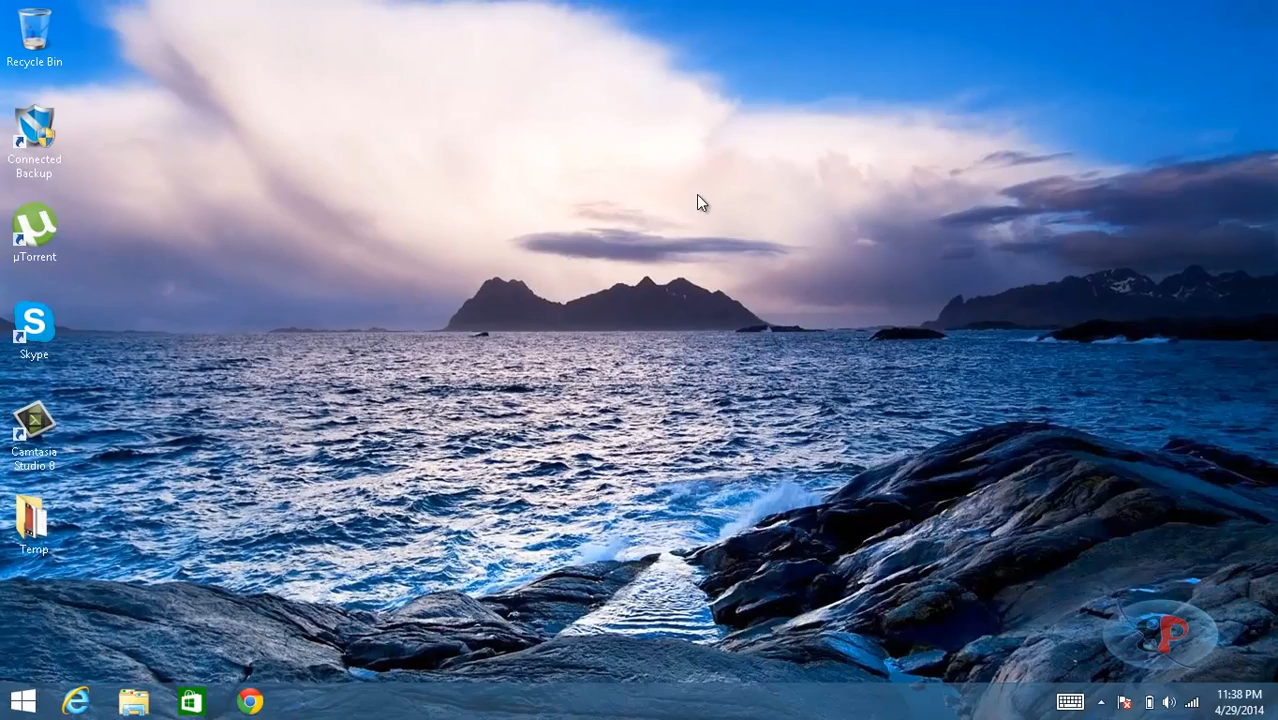 Recycle Bin
Connected
Backup
µTorrent
Skype
Camtasia
Studio 8
Temp
P
11:38 PM
4/29/2014